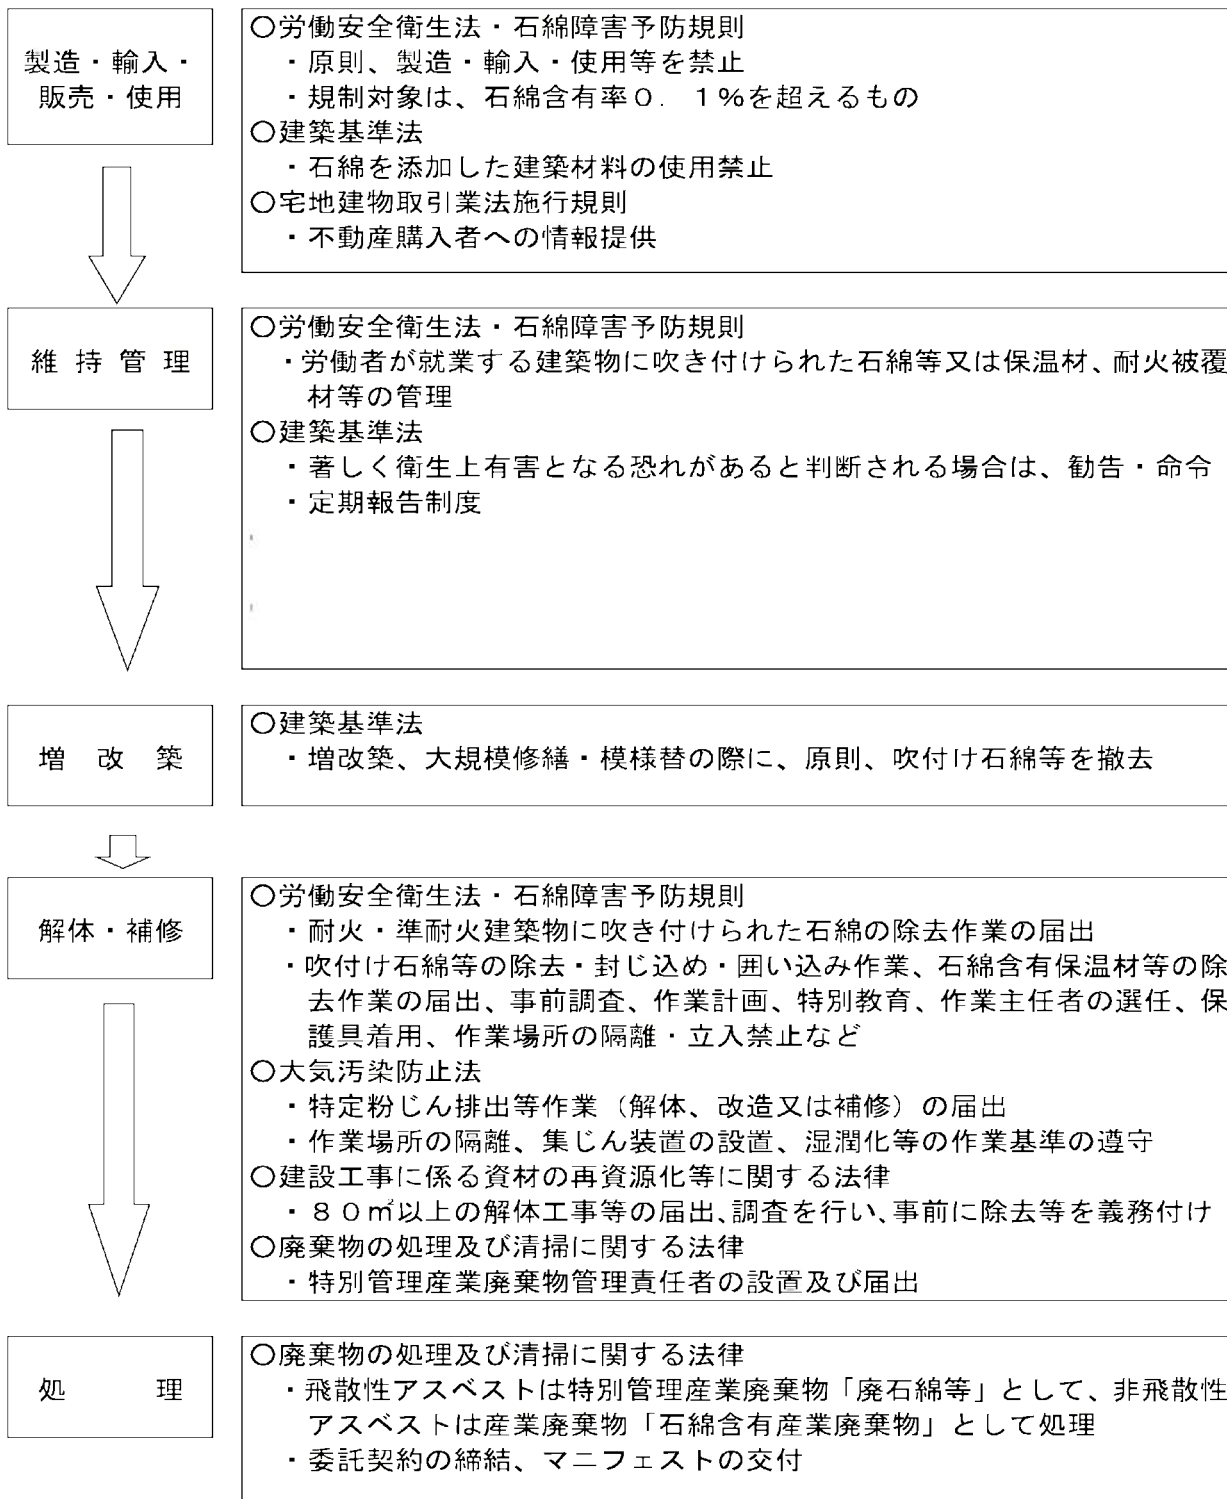 製造・輸入・
販売・使用
○労働安全衛生法・石綿障害予防規則
・原則、製造・輸入・使用等を禁止
・規制対象は、石綿含有率０．１％を超えるもの
○建築基準法
・石綿を添加した建築材料の使用禁止
○宅地建物取引業法施行規則
・不動産購入者への情報提供
維持管理
○労働安全衛生法・石綿障害予防規則
・労働者が就業する建築物に吹き付けられた石綿等又は保温材、耐火被覆
材等の管理
○建築基準法
・著しく衛生上有害となる恐れがあると判断される場合は、勧告・命令
・定期報告制度
増改築
○建築基準法
・増改築、大規模修繕・模様替の際に、原則、吹付け石綿等を撤去
解体・補修
○労働安全衛生法・石綿障害予防規則
・耐火・準耐火建築物に吹き付けられた石綿の除去作業の届出
・吹付け石綿等の除去・封じ込め・囲い込み作業、石綿含有保温材等の除
去作業の届出、事前調査、作業計画、特別教育、作業主任者の選任、保
護具着用、作業場所の隔離・立入禁止など
○大気汚染防止法
・特定粉じん排出等作業（解体、改造又は補修）の届出
・作業場所の隔離、集じん装置の設置、湿潤化等の作業基準の遵守
○建設工事に係る資材の再資源化等に関する法律
・８０㎡以上の解体工事等の届出、調査を行い、事前に除去等を義務付け
○廃棄物の処理及び清掃に関する法律
・特別管理産業廃棄物管理責任者の設置及び届出
処理
○廃棄物の処理及び清掃に関する法律
・飛散性アスベストは特別管理産業廃棄物「廃石綿等」として、非飛散性
アスベストは産業廃棄物「石綿含有産業廃棄物」として処理
・委託契約の締結、マニフェストの交付